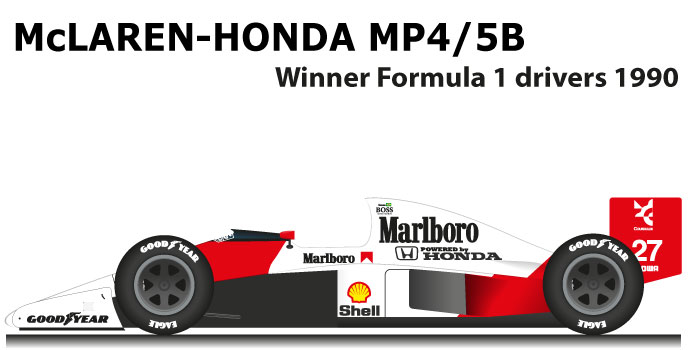 McLAREN-HONDA MP4/5B
Winner Formula 1 drivers 1990
BOSS
Marlboro
POWERED by
HONDA
Marlboro
Shell
GOODYEAR
GOODYEAR
EAGLE
GOODYEAR
EAGLE
Courtaulds
27